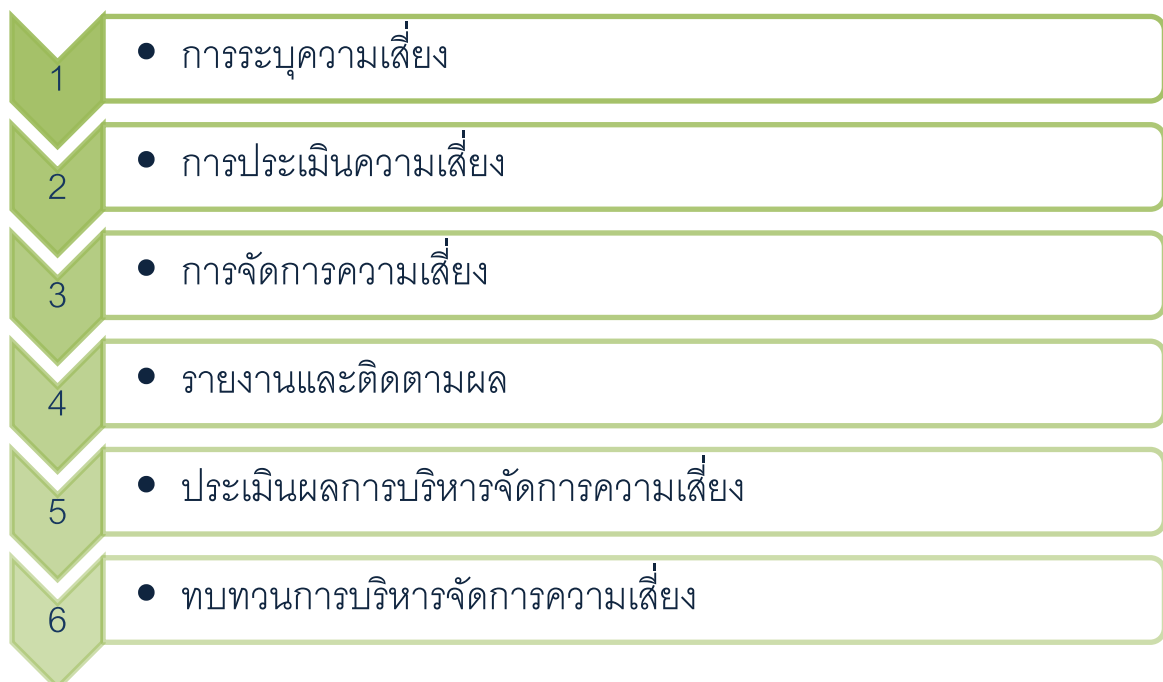 1
• การระบุความเสี่ยง
2
• การประเมินความเสี่ยง
3
• การจัดการความเสี่ยง
4
• รายงานและติดตามผล
5
• ประเมินผลการบริหารจัดการความเสี่ยง
6
• ทบทวนการบริหารจัดการความเสี่ยง